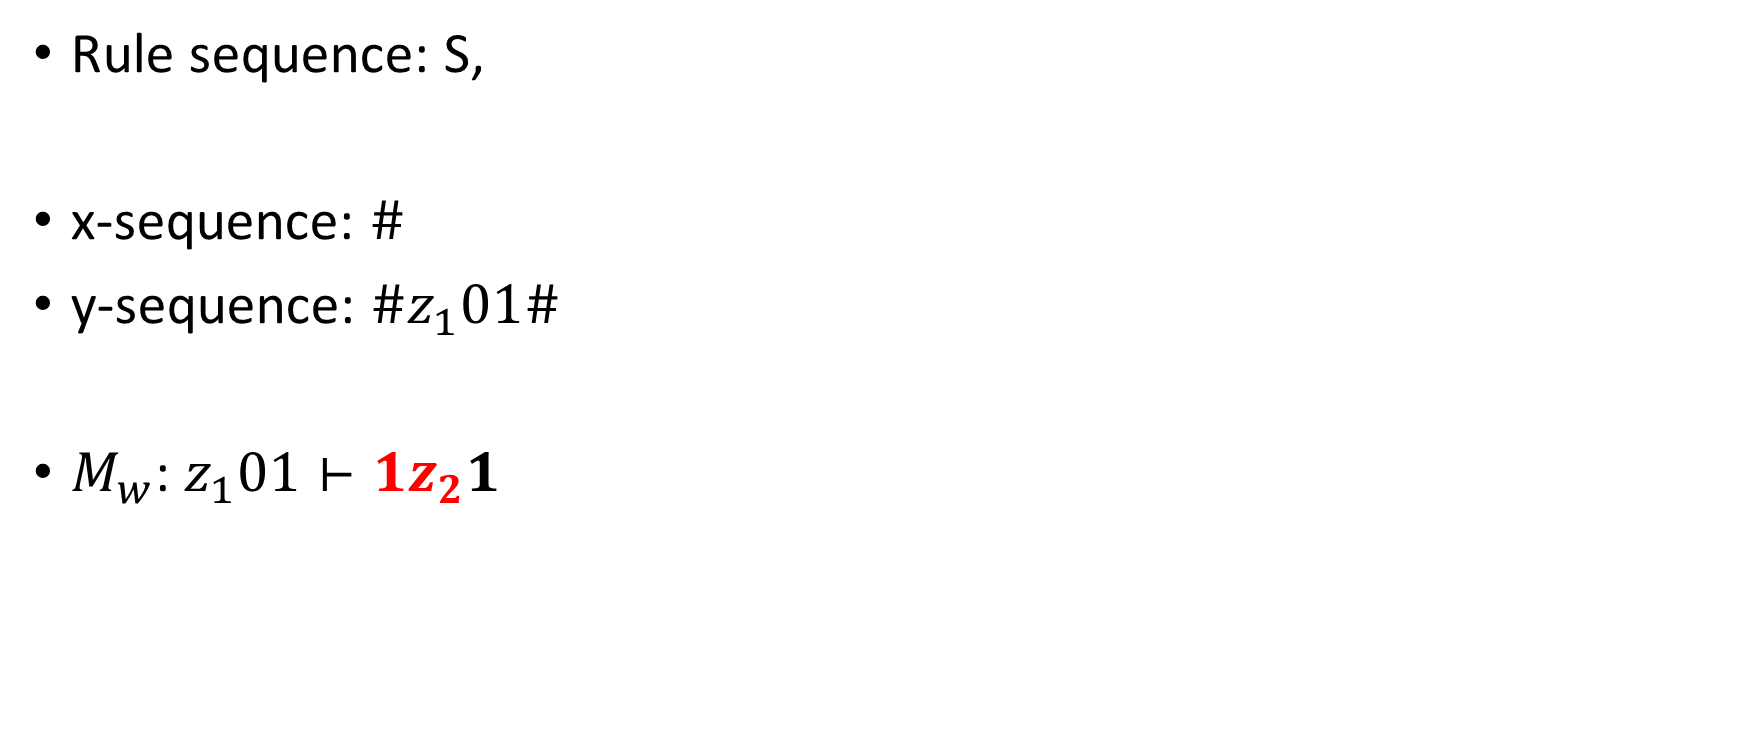 • Rule sequence: S,
• x-sequence: #
• y-sequence: #z₁01#
• M_w: z₁01 ⊢ 1z₂1